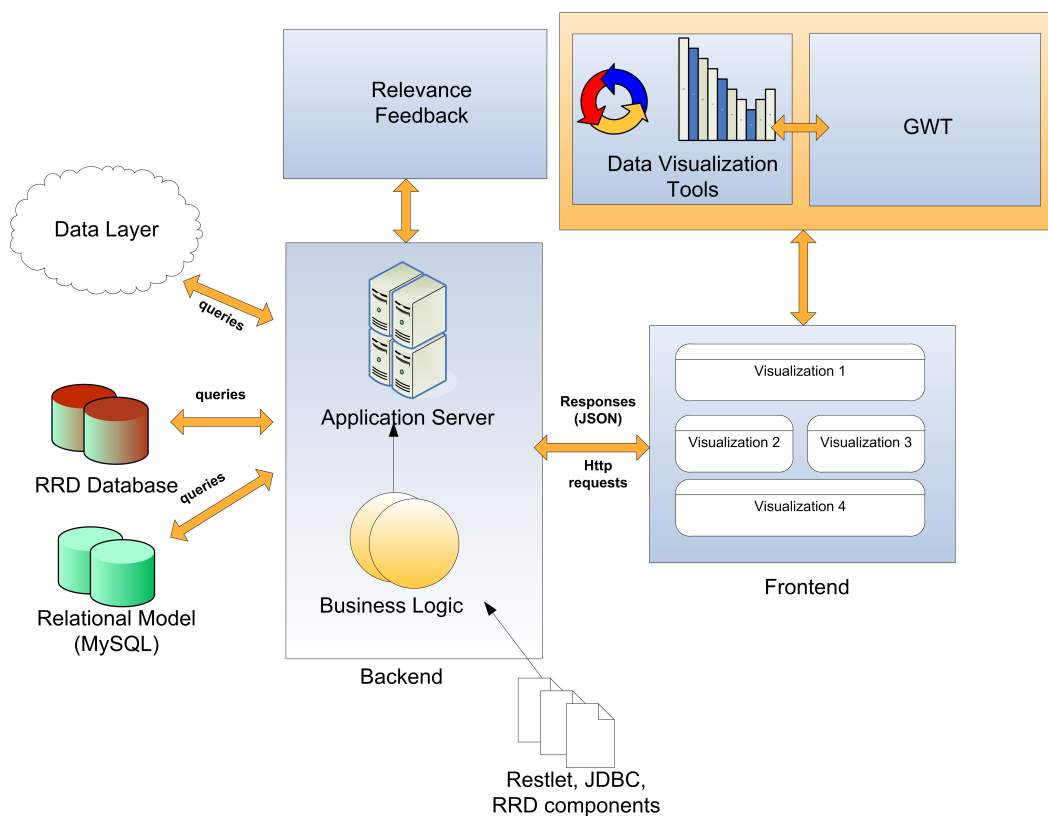 Relevance
Feedback
Data Visualization
Tools
GWT
Data Layer
queries
Application Server
queries
RRD Database
queries
Relational Model
(MySQL)
Business Logic
Backend
Responses
(JSON)
Http
requests
Visualization 1
Visualization 2
Visualization 3
Visualization 4
Frontend
Restlet, JDBC,
RRD components